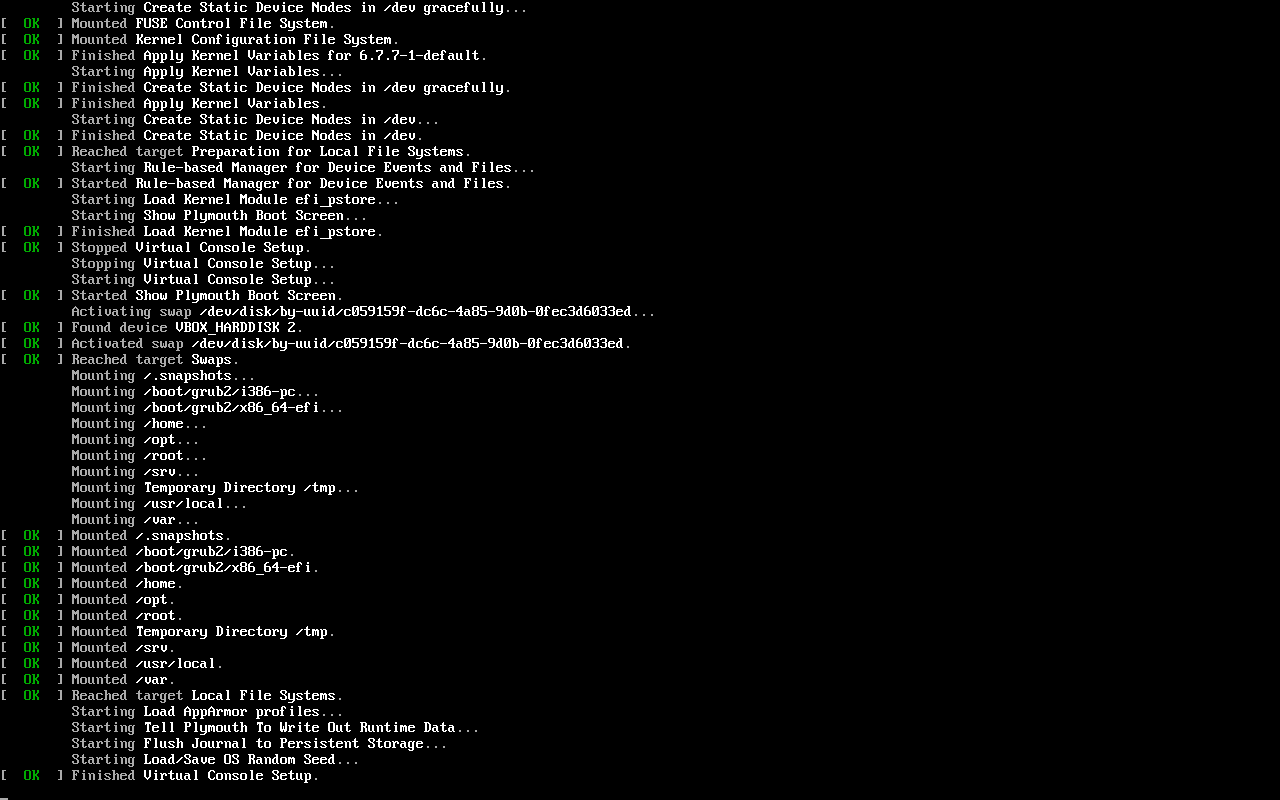 Starting Create Static Device Nodes in /dev gracefully...
[  OK  ] Mounted FUSE Control File System.
[  OK  ] Mounted Kernel Configuration File System.
[  OK  ] Finished Apply Kernel Variables for 6.7.7-1-default.
Starting Apply Kernel Variables...
[  OK  ] Finished Create Static Device Nodes in /dev gracefully.
[  OK  ] Finished Apply Kernel Variables.
Starting Create Static Device Nodes in /dev...
[  OK  ] Finished Create Static Device Nodes in /dev.
[  OK  ] Reached target Preparation for Local File Systems.
Starting Rule-based Manager for Device Events and Files...
[  OK  ] Started Rule-based Manager for Device Events and Files.
Starting Load Kernel Module efi_pstore...
Starting Show Plymouth Boot Screen...
[  OK  ] Finished Load Kernel Module efi_pstore.
[  OK  ] Stopped Virtual Console Setup.
Stopping Virtual Console Setup...
Starting Virtual Console Setup...
[  OK  ] Started Show Plymouth Boot Screen.
Activating swap /dev/disk/by-uuid/c059159f-dc6c-4a85-9d0b-0fec3d6033ed...
[  OK  ] Found device VBOX_HARDDISK 2.
[  OK  ] Activated swap /dev/disk/by-uuid/c059159f-dc6c-4a85-9d0b-0fec3d6033ed.
[  OK  ] Reached target Swaps.
Mounting /.snapshots...
Mounting /boot/grub2/i386-pc...
Mounting /boot/grub2/x86_64-efi...
Mounting /home...
Mounting /opt...
Mounting /root...
Mounting /srv...
Mounting Temporary Directory /tmp...
Mounting /usr/local...
Mounting /var...
[  OK  ] Mounted /.snapshots.
[  OK  ] Mounted /boot/grub2/i386-pc.
[  OK  ] Mounted /boot/grub2/x86_64-efi.
[  OK  ] Mounted /home.
[  OK  ] Mounted /opt.
[  OK  ] Mounted /root.
[  OK  ] Mounted Temporary Directory /tmp.
[  OK  ] Mounted /srv.
[  OK  ] Mounted /usr/local.
[  OK  ] Mounted /var.
[  OK  ] Reached target Local File Systems.
Starting Load AppArmor profiles...
Starting Tell Plymouth To Write Out Runtime Data...
Starting Flush Journal to Persistent Storage...
Starting Load/Save OS Random Seed...
[  OK  ] Finished Virtual Console Setup.